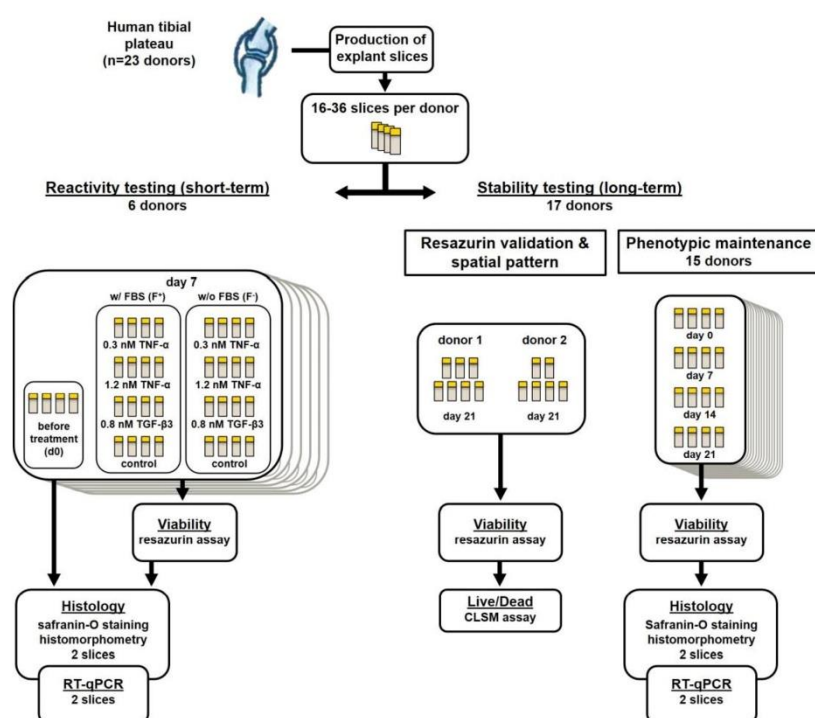 Human tibial
plateau
(n=23 donors)
Production of
explant slices
16-36 slices per donor
Reactivity testing (short-term)
6 donors
Stability testing (long-term)
17 donors
day 7
w/ FBS (F⁺)
0.3 nM TNF-α
1.2 nM TNF-α
0.8 nM TGF-β3
control
w/o FBS (F⁻)
0.3 nM TNF-α
1.2 nM TNF-α
0.8 nM TGF-β3
control
before
treatment
(d0)
Viability
resazurin assay
Histology
safranin-O staining
histomorphometry
2 slices
RT-qPCR
2 slices
Resazurin validation &
spatial pattern
donor 1
day 21
donor 2
day 21
Viability
resazurin assay
Live/Dead
CLSM assay
Phenotypic maintenance
15 donors
day 0
day 7
day 14
day 21
Viability
resazurin assay
Histology
Safranin-O staining
histomorphometry
2 slices
RT-qPCR
2 slices